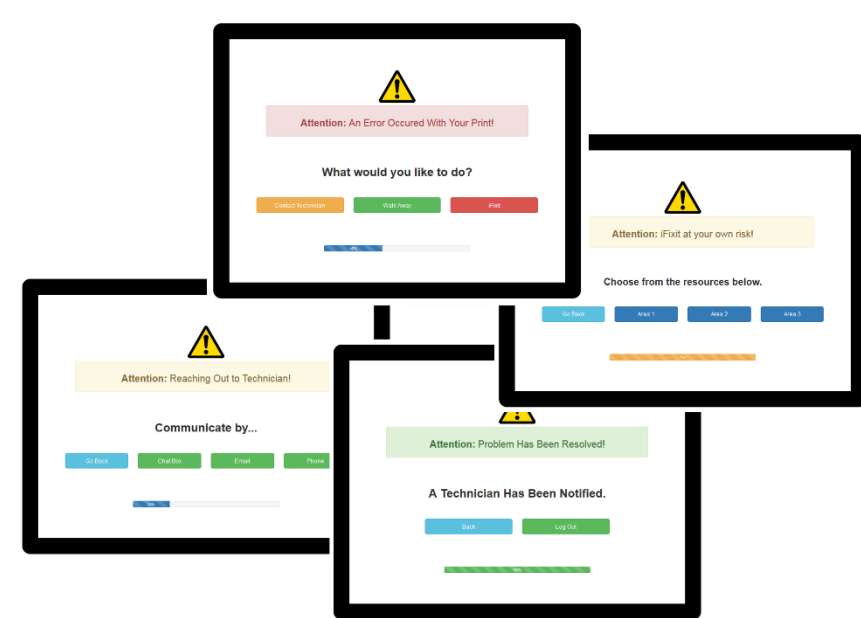 Attention: An Error Occured With Your Print!
What would you like to do?
Contact Technician Walk Away iFixit
Attention: iFixit at your own risk!
Choose from the resources below.
Go Back Area 1 Area 2 Area 3
Attention: Reaching Out to Technician!
Communicate by...
Go Back Chat Box Email Phone
Attention: Problem Has Been Resolved!
A Technician Has Been Notified.
Back Log Out